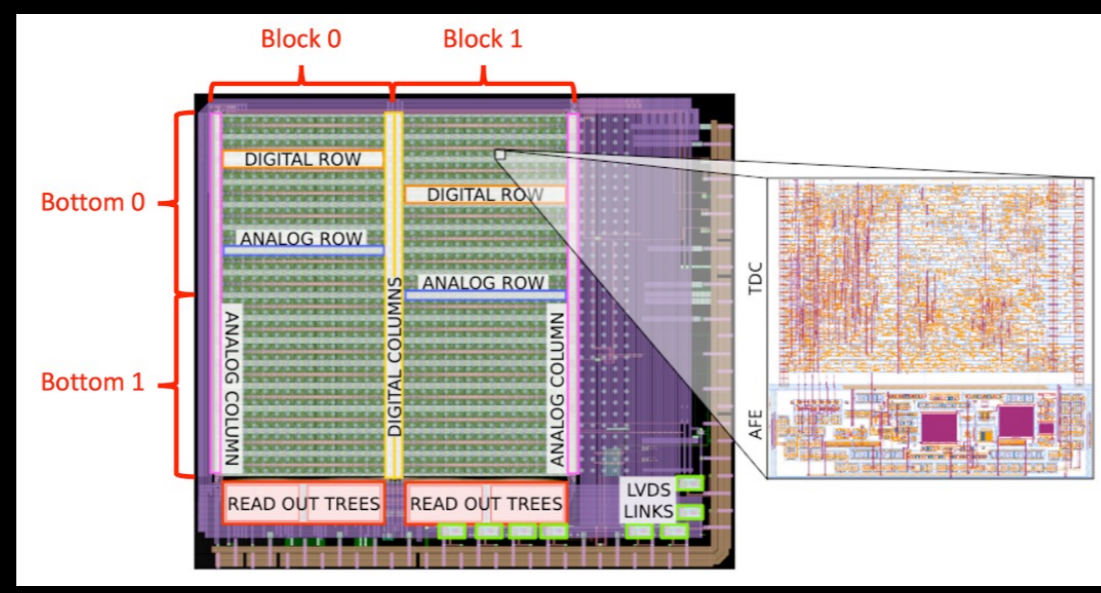 Block 0
Block 1
Bottom 0
Bottom 1
DIGITAL ROW
DIGITAL ROW
ANALOG ROW
ANALOG ROW
ANALOG COLUMN
DIGITAL COLUMNS
ANALOG COLUMN
READ OUT TREES
READ OUT TREES
LVDS
LINKS
TDC
AFE